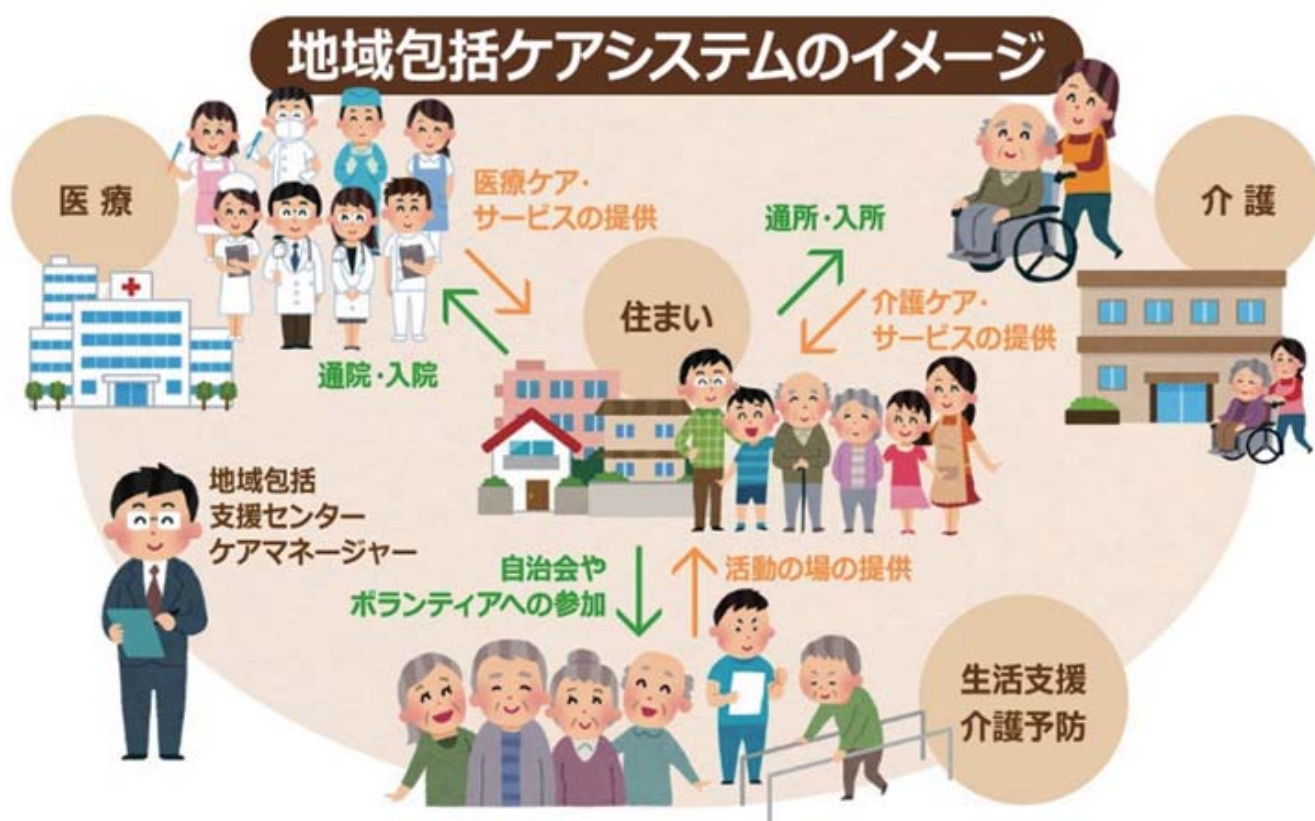 地域包括ケアシステムのイメージ
医療
医療ケア・
サービスの提供
通院・入院
住まい
通所・入所
介護ケア・
サービスの提供
介護
地域包括
支援センター
ケアマネージャー
自治会や
ボランティアへの参加
活動の場の提供
生活支援
介護予防